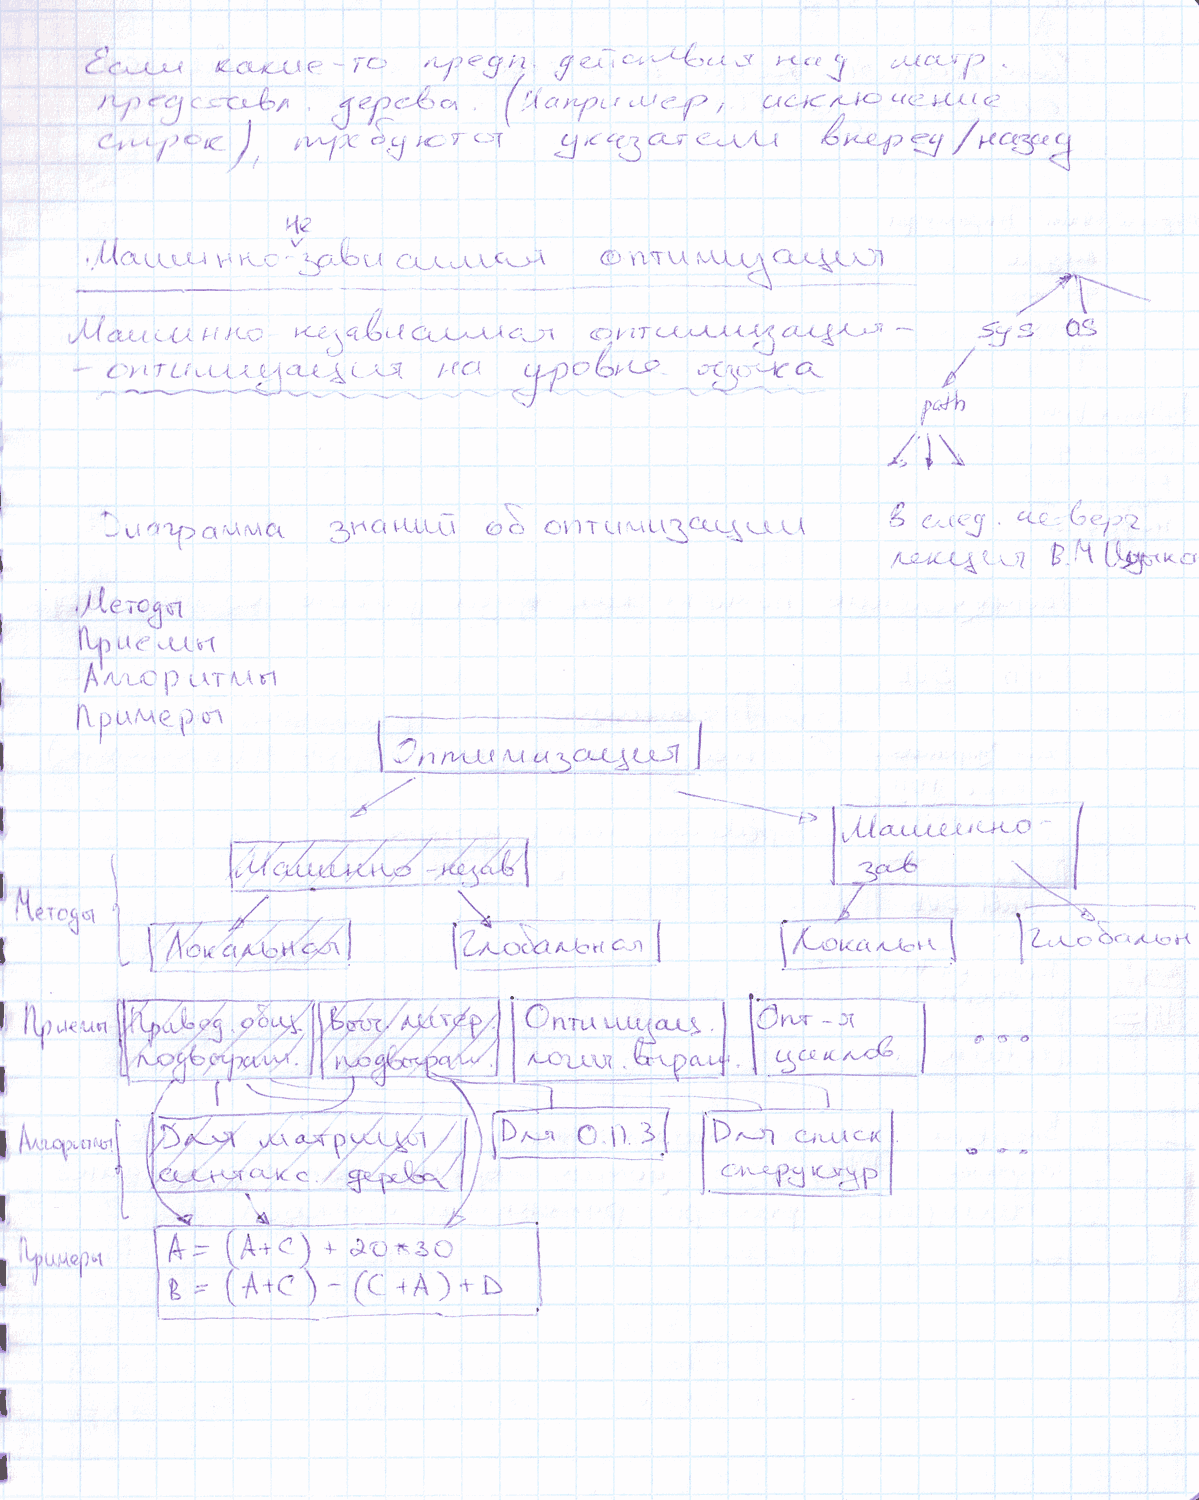 Если какие-то предп. действия над матр.
представл. дерева. (Например, исключение
строк), требуются указатели вперед/назад
не
Машинно-зависимая оптимизация
Машинно-независимая оптимизация-
- оптимизация на уровне языка
sys OS
path
Диаграмма знаний об оптимизации
В след. четверг
лекция В.М.
Методы
Приемы
Алгоритмы
Примеры
Оптимизация
Машинно-незав
Машинно-
зав
Методы
Локальная
Глобальная
Локальн
Глобальн
Приемы
Привед. общ.
подвыраж.
Выч. матер.
подвыраж.
Оптимизац.
логич. выраж.
Опт-я
циклов
Алгоритмы
Для матрицы
синтакс. дерева
Для О.П.З
Для списк.
структур
Примеры
A = (A+C) + 20*30
B = (A+C) - (C+A) + D